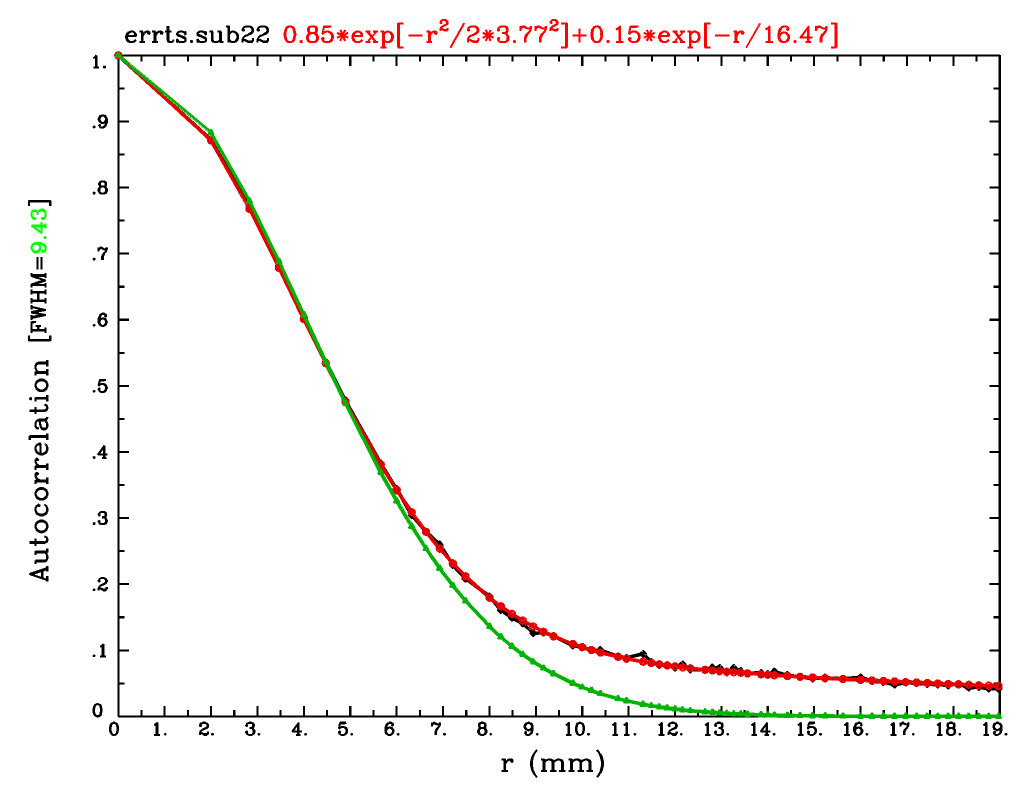 errts.sub22 0.85*exp[-r²/2*3.77²]+0.15*exp[-r/16.47]
1.
.9
.8
.7
.6
.5
.4
.3
.2
.1
0
Autocorrelation [FWHM=9.43]
0 1. 2. 3. 4. 5. 6. 7. 8. 9. 10. 11. 12. 13. 14. 15. 16. 17. 18. 19.
r (mm)